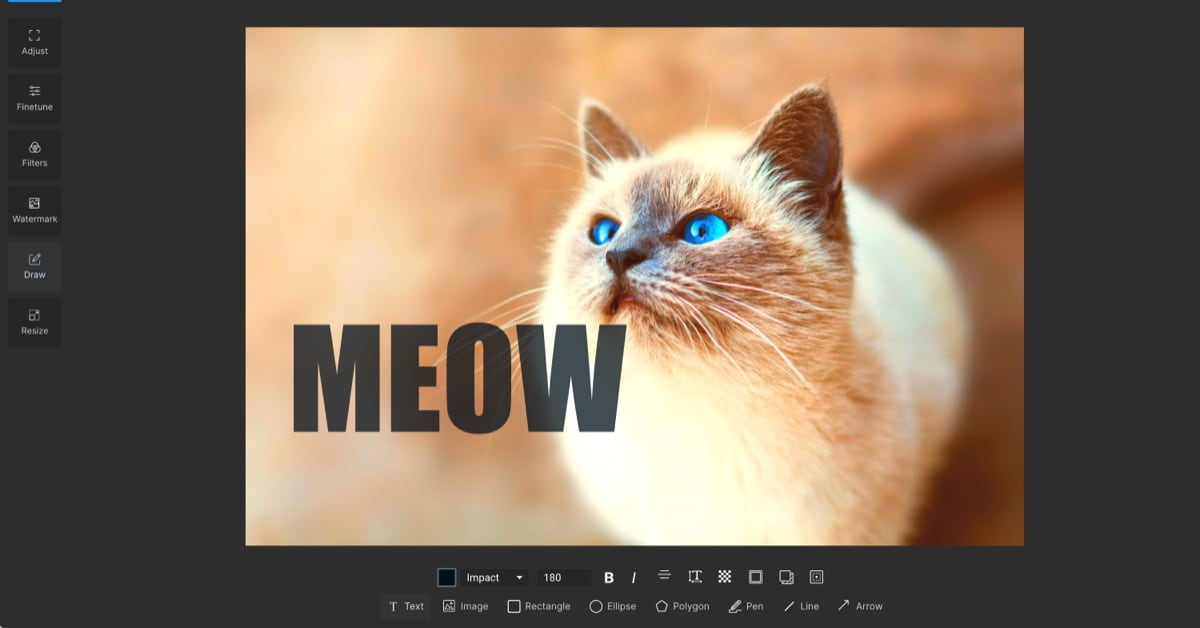 Adjust
Finetune
Filters
Watermark
Draw
Resize
MEOW
Impact 180 B I
T Text Image Rectangle Ellipse Polygon Pen Line Arrow